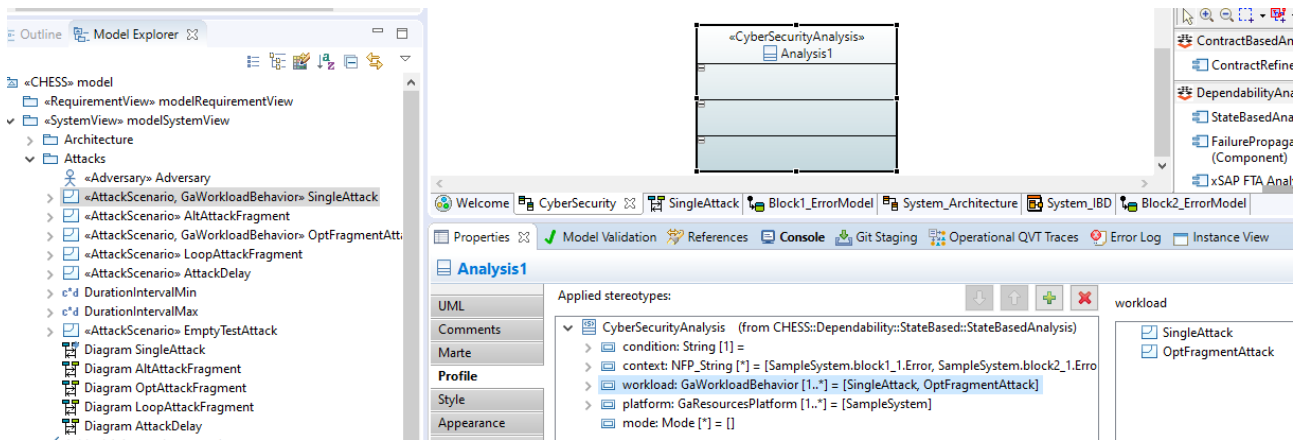 Outline Model Explorer
«CHESS» model
«RequirementView» modelRequirementView
«SystemView» modelSystemView
Architecture
Attacks
«Adversary» Adversary
«AttackScenario, GaWorkloadBehavior» SingleAttack
«AttackScenario» AltAttackFragment
«AttackScenario, GaWorkloadBehavior» OptFragmentAtta
«AttackScenario» LoopAttackFragment
«AttackScenario» AttackDelay
DurationIntervalMin
DurationIntervalMax
«AttackScenario» EmptyTestAttack
Diagram SingleAttack
Diagram AltAttackFragment
Diagram OptAttackFragment
Diagram LoopAttackFragment
Diagram AttackDelay
«CyberSecurityAnalysis»
Analysis1
ContractBasedAn
ContractRefine
DependabilityAna
StateBasedAna
FailurePropaga
(Component)
xSAP FTA Anal
Welcome CyberSecurity SingleAttack Block1_ErrorModel System_Architecture System_IBD Block2_ErrorModel
Properties Model Validation References Console Git Staging Operational QVT Traces Error Log Instance View
Analysis1
UML
Comments
Marte
Profile
Style
Appearance
Applied stereotypes:
CyberSecurityAnalysis (from CHESS::Dependability::StateBased::StateBasedAnalysis)
condition: String [1] =
context: NFP_String [*] = [SampleSystem.block1_1.Error, SampleSystem.block2_1.Erro
workload: GaWorkloadBehavior [1..*] = [SingleAttack, OptFragmentAttack]
platform: GaResourcesPlatform [1..*] = [SampleSystem]
mode: Mode [*] = []
workload
SingleAttack
OptFragmentAttack